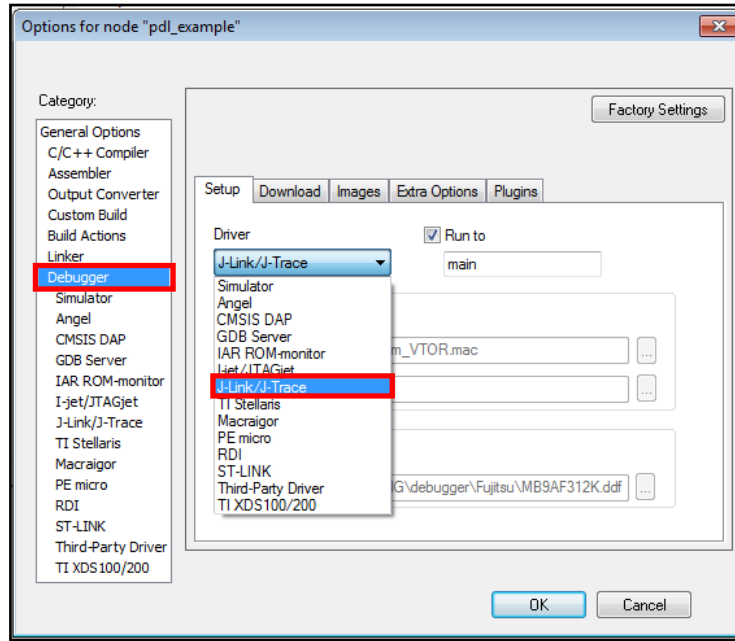 Options for node "pdl_example"
Category:
Factory Settings
General Options
C/C++ Compiler
Assembler
Output Converter
Custom Build
Build Actions
Linker
Debugger
Simulator
Angel
CMSIS DAP
GDB Server
IAR ROM-monitor
I-jet/JTAGjet
J-Link/J-Trace
TI Stellaris
Macraigor
PE micro
RDI
ST-LINK
Third-Party Driver
TI XDS100/200
Setup Download Images Extra Options Plugins
Driver
Run to
J-Link/J-Trace
main
Simulator
Angel
CMSIS DAP
GDB Server
IAR ROM-monitor
I-jet/JTAGjet
J-Link/J-Trace
TI Stellaris
Macraigor
PE micro
RDI
ST-LINK
Third-Party Driver
TI XDS100/200
m_VTOR.mac
...
...
G\debugger\Fujitsu\MB9AF312K.ddf
...
OK
Cancel